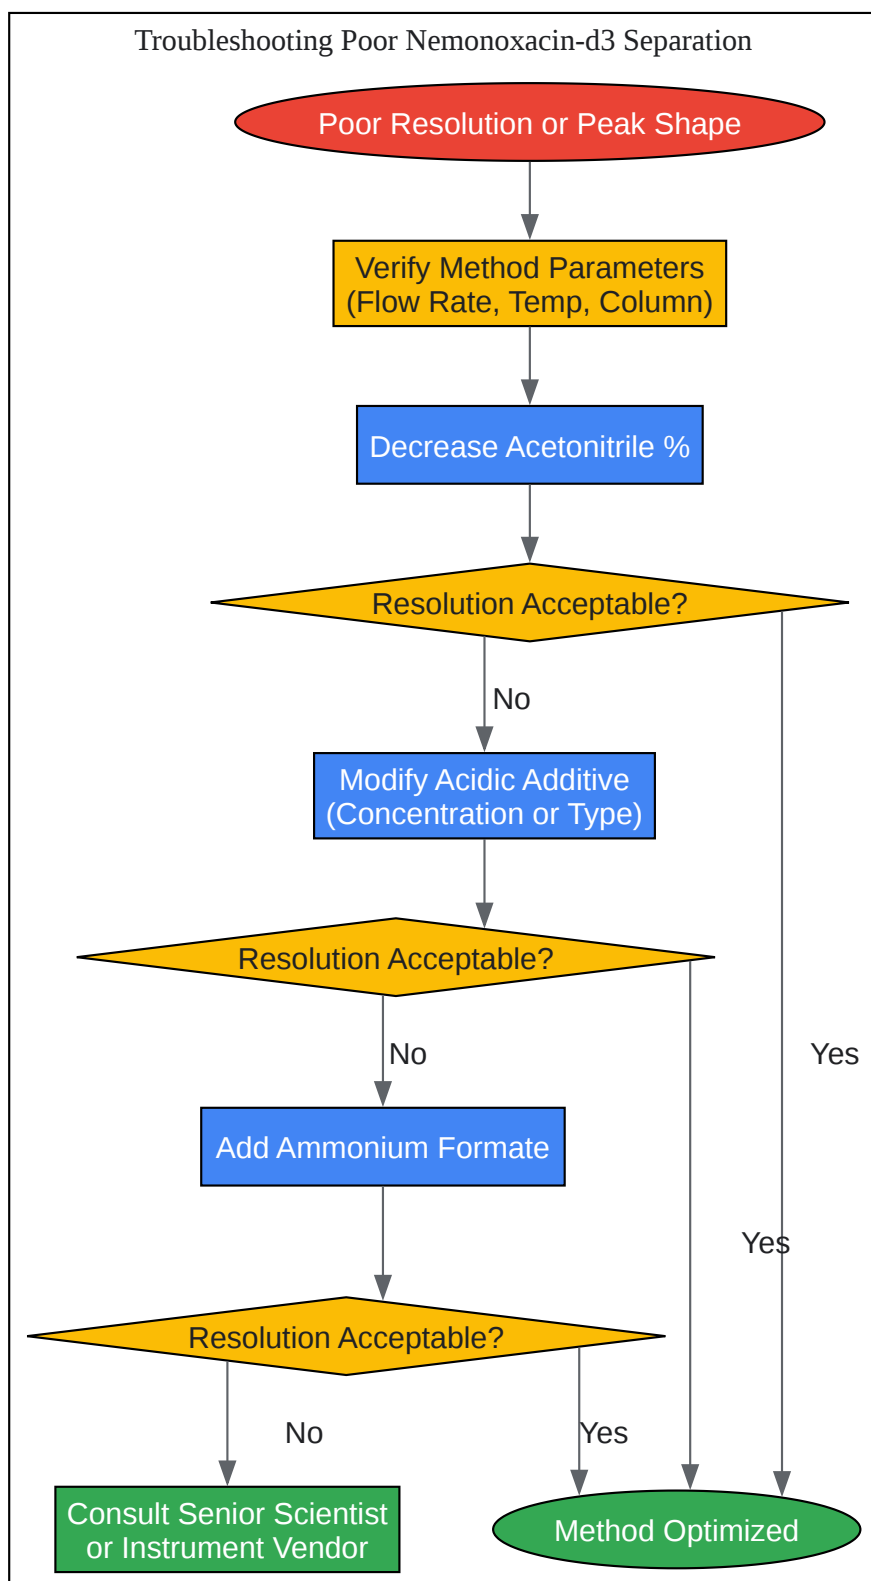 Troubleshooting Poor Nemonoxacin-d3 Separation
Poor Resolution or Peak Shape
Verify Method Parameters
(Flow Rate, Temp, Column)
Decrease Acetonitrile %
Resolution Acceptable?
No
Modify Acidic Additive
(Concentration or Type)
Resolution Acceptable?
No
Yes
Add Ammonium Formate
Yes
Resolution Acceptable?
No
Yes
Consult Senior Scientist
or Instrument Vendor
Method Optimized